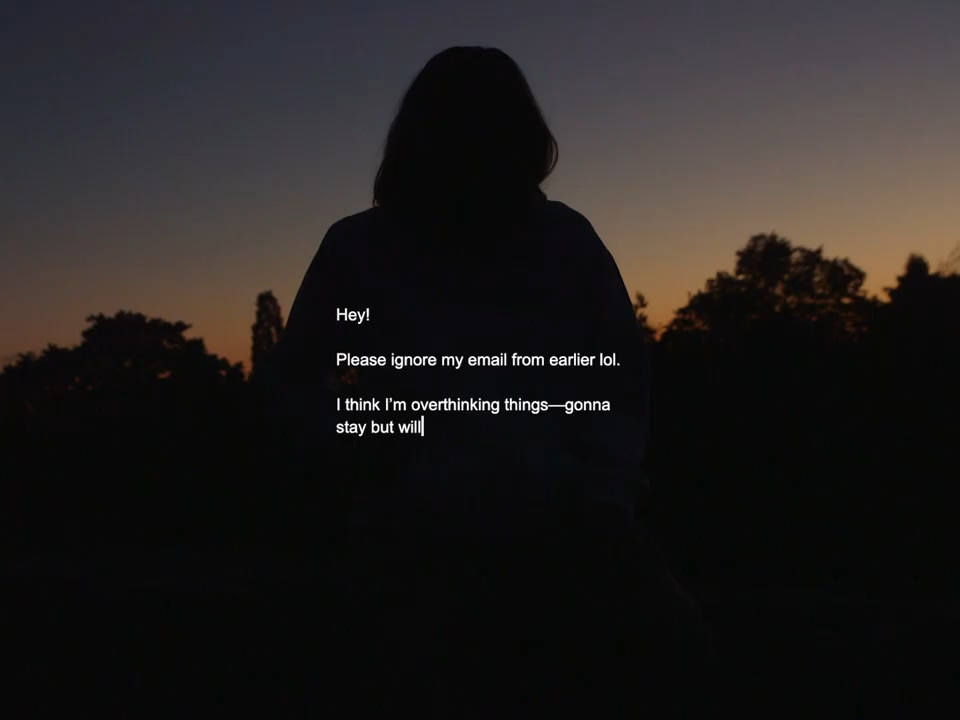 Hey!
Please ignore my email from earlier lol.
I think I’m overthinking things—gonna
stay but will